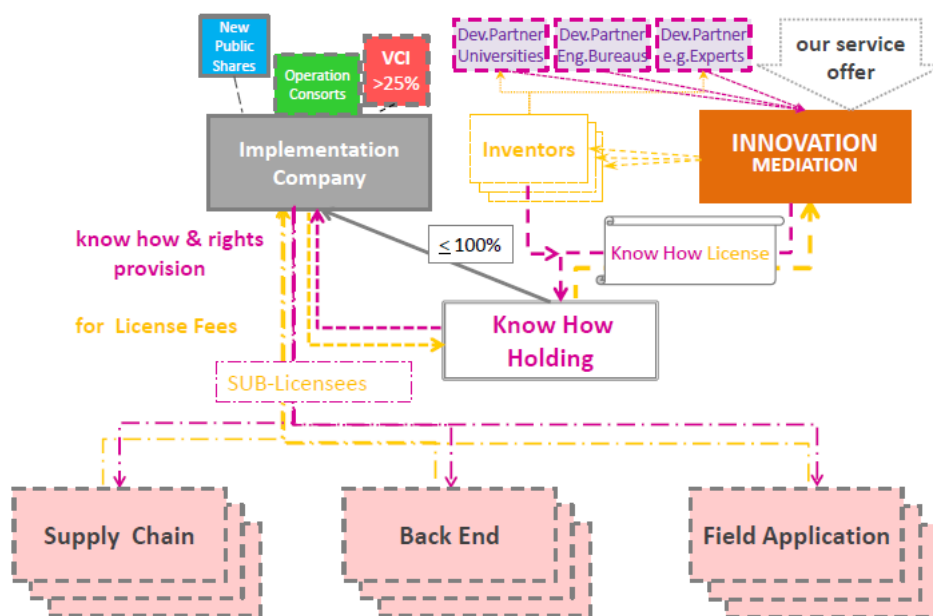 New
Public
Shares
Operation
Consorts
VCI
>25%
Dev.Partner
Universities
Dev.Partner
Eng.Bureaus
Dev.Partner
e.g.Experts
our service
offer
Implementation
Company
Inventors
INNOVATION
MEDIATION
know how & rights
provision
≤ 100%
Know How License
for License Fees
Know How
Holding
SUB-Licensees
Supply Chain
Back End
Field Application